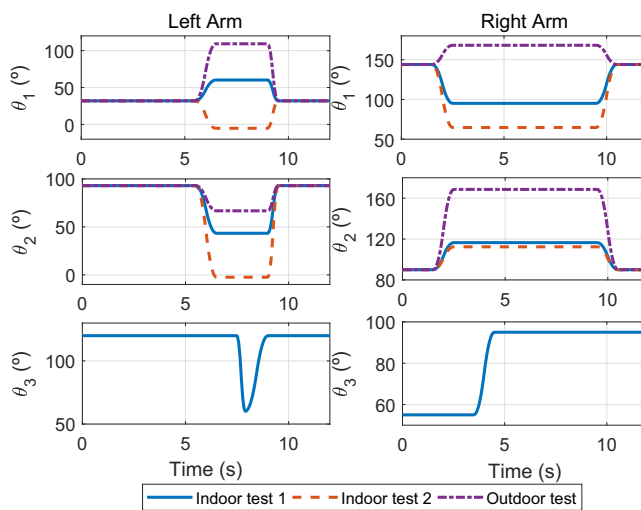 Left Arm
Right Arm
θ1 (º)
100
50
0
0
5
10
θ1 (º)
150
100
50
0
5
10
θ2 (º)
100
50
0
0
5
10
θ2 (º)
160
120
80
0
5
10
θ3 (º)
100
50
0
5
10
Time (s)
θ3 (º)
100
80
60
0
5
10
Time (s)
Indoor test 1
Indoor test 2
Outdoor test